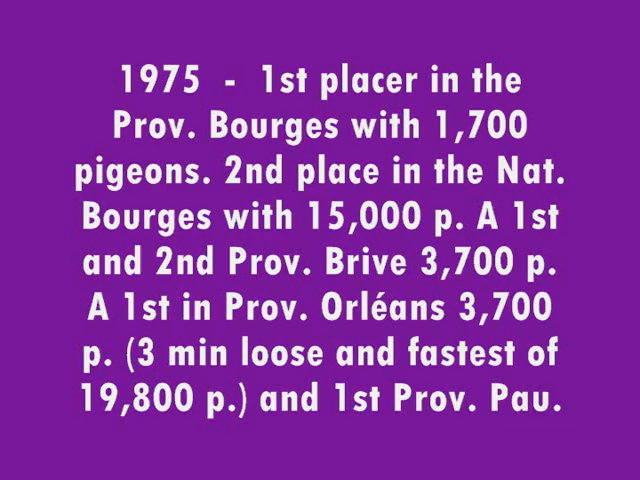 1975 - 1st placer in the
Prov. Bourges with 1,700
pigeons. 2nd place in the Nat.
Bourges with 15,000 p. A 1st
and 2nd Prov. Brive 3,700 p.
A 1st in Prov. Orléans 3,700
p. (3 min loose and fastest of
19,800 p.) and 1st Prov. Pau.